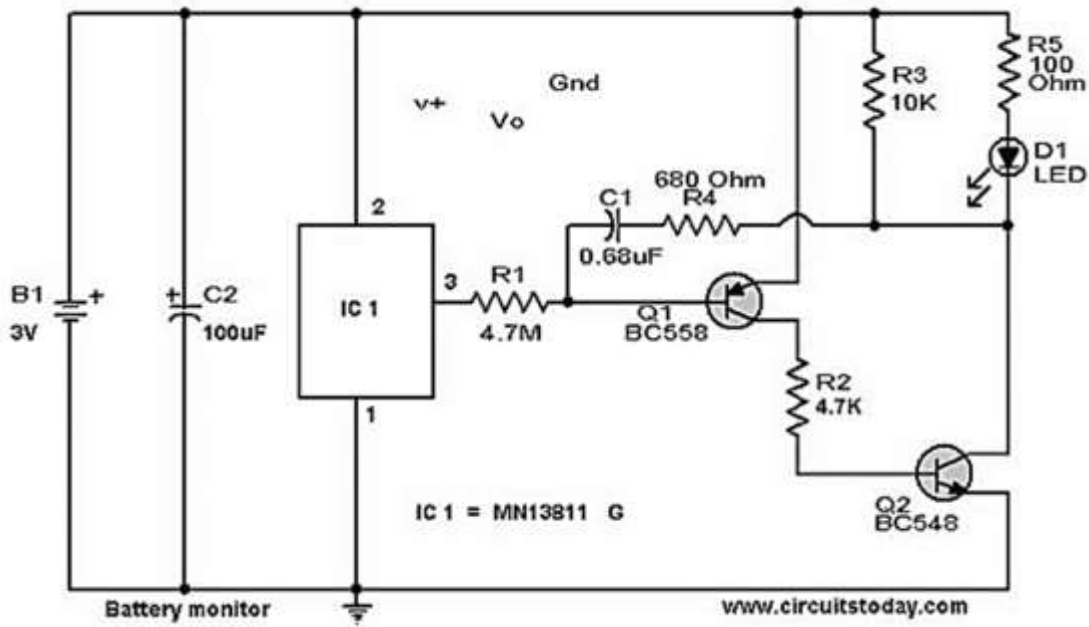 R5
100
Ohm
R3
10K
Gnd
v+
Vo
D1
LED
680 Ohm
R4
C1
0.68uF
2
3
R1
4.7M
IC 1
1
B1
3V
+
+
C2
100uF
Q1
BC558
R2
4.7K
Q2
BC548
IC 1 = MN13811 G
Battery monitor
www.circuitstoday.com